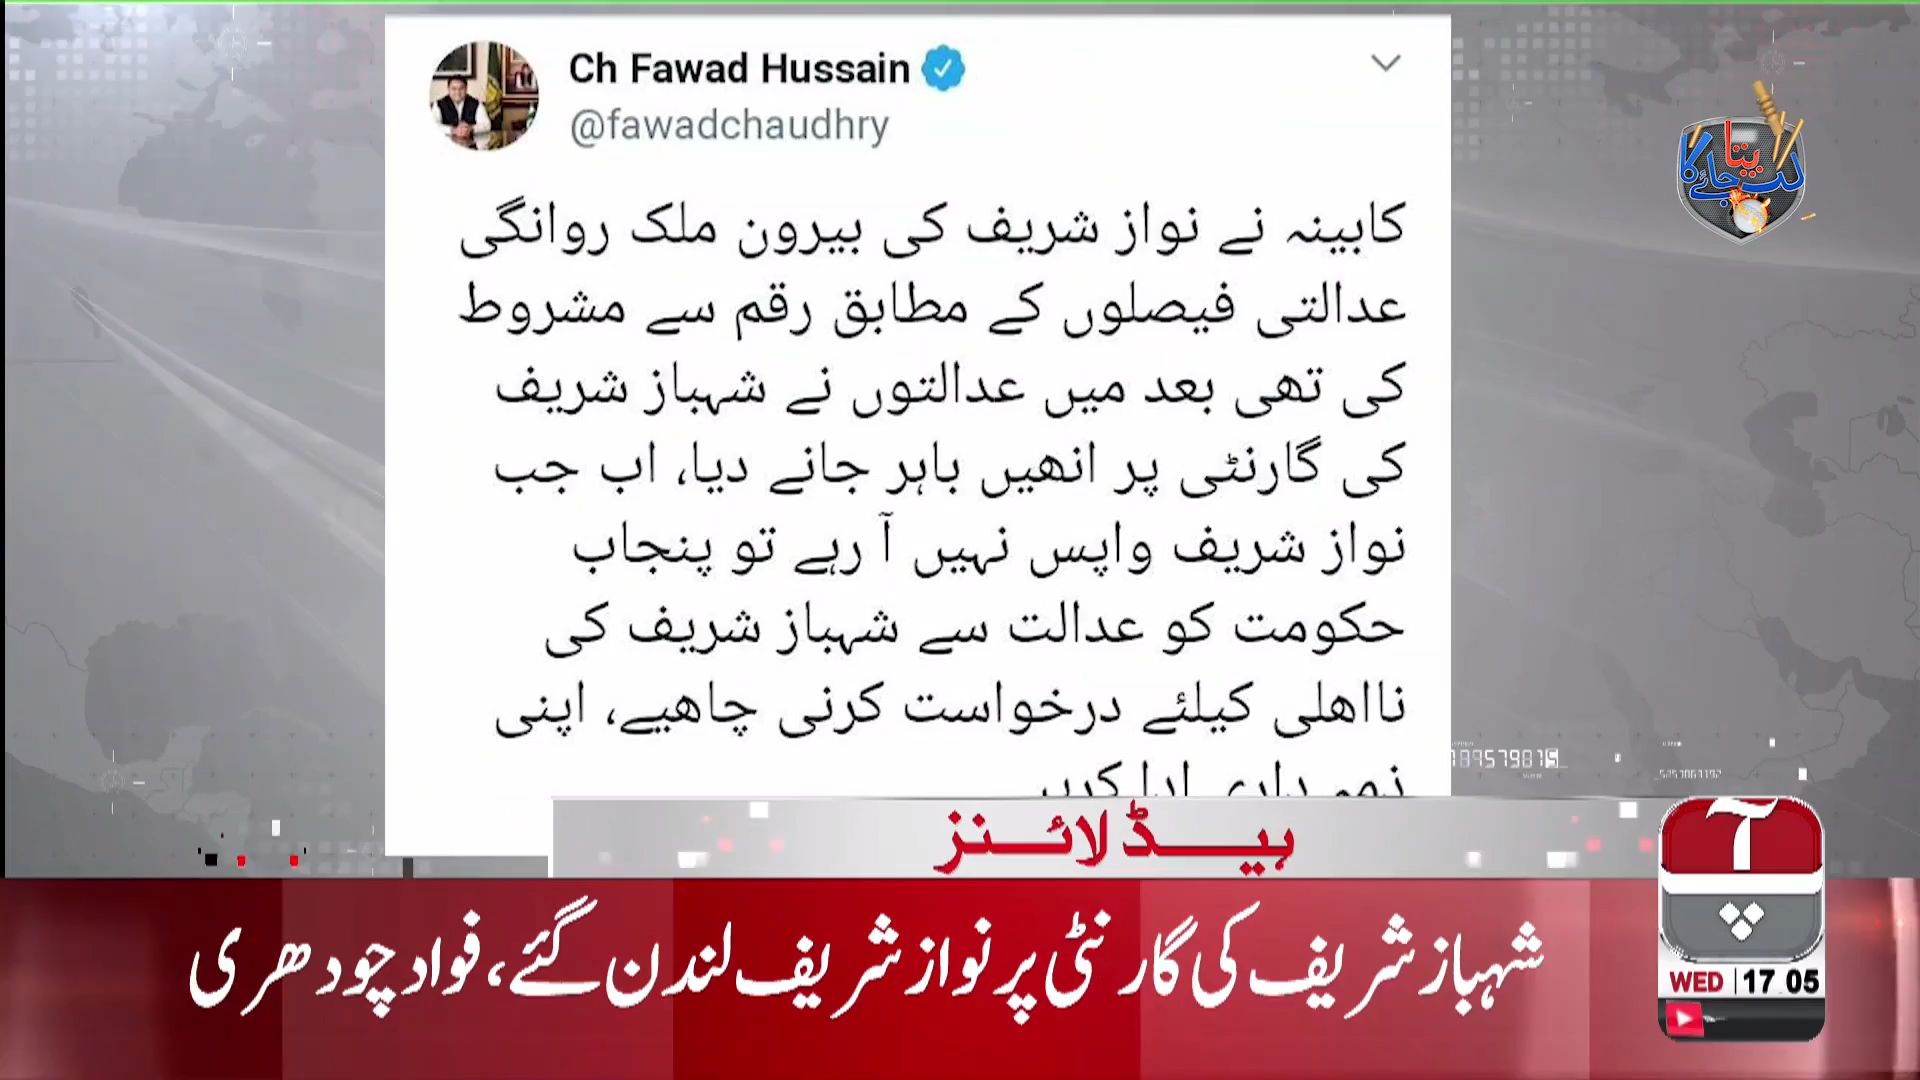 Ch Fawad Hussain
@fawadchaudhry
کابینہ نے نواز شریف کی بیرون ملک روانگی
عدالتی فیصلوں کے مطابق رقم سے مشروط
کی تھی بعد میں عدالتوں نے شہباز شریف
کی گارنٹی پر انھیں باہر جانے دیا، اب جب
نواز شریف واپس نہیں آ رہے تو پنجاب
حکومت کو عدالت سے شہباز شریف کی
نااھلی کیلئے درخواست کرنی چاھیے، اپنی
ہیڈ لائنز
شہباز شریف کی گارنٹی پر نواز شریف لندن گئے، فواد چودھری
آپ
WED 17 05